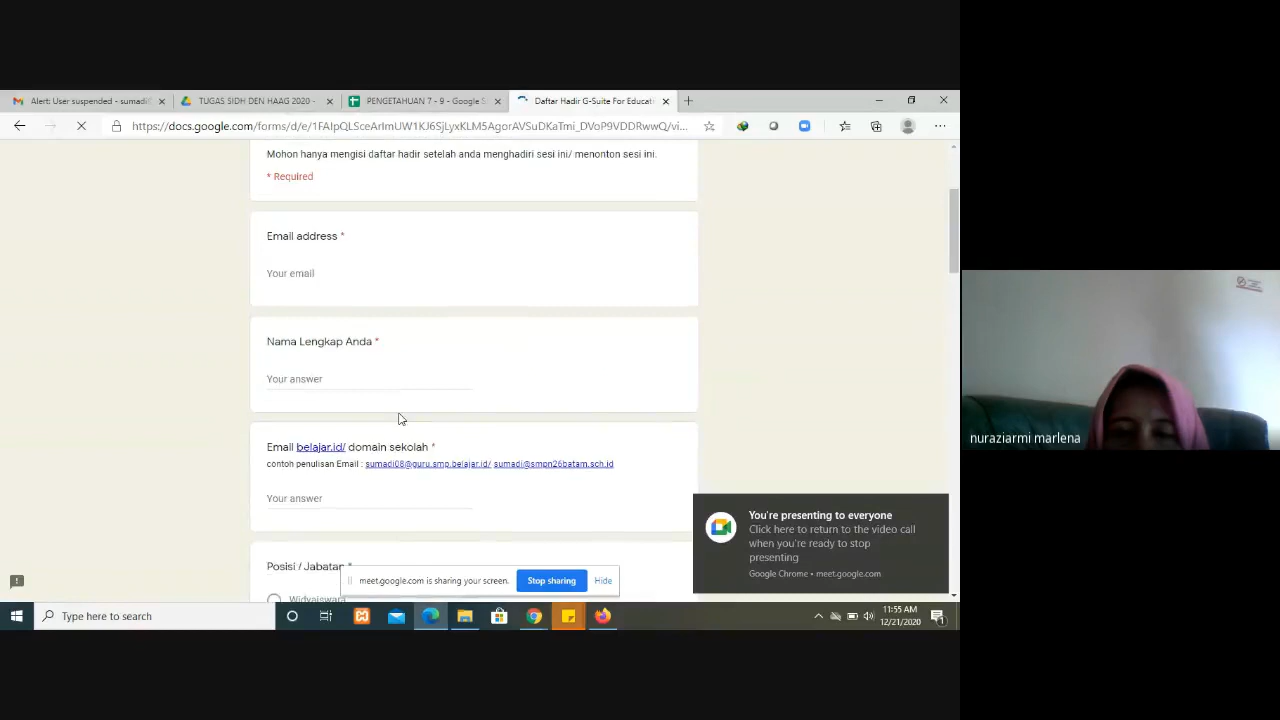 Alert: User suspended - sumadi
TUGAS SIDH DEN HAAG 2020 -
PENGETAHUAN 7 - 9 - Google S
Daftar Hadir G-Suite For Educati
https://docs.google.com/forms/d/e/1FAIpQLSceArlmUW1KJ6SjLyxKLM5AgorAVSuDKaTmi_DVoP9VDDRwwQ/vi...
Mohon hanya mengisi daftar hadir setelah anda menghadiri sesi ini/ menonton sesi ini.
* Required
Email address *
Your email
Nama Lengkap Anda *
Your answer
Email belajar.id/ domain sekolah *
contoh penulisan Email : sumadi08@guru.smp.belajar.id/ sumadi@smpn26batam.sch.id
Your answer
Posisi / Jabatan *
Widyaiswara
You're presenting to everyone
Click here to return to the video call
when you're ready to stop
presenting
Google Chrome • meet.google.com
meet.google.com is sharing your screen.
Stop sharing
Hide
nuraziarmi marlena
Type here to search
11:55 AM
12/21/2020
1